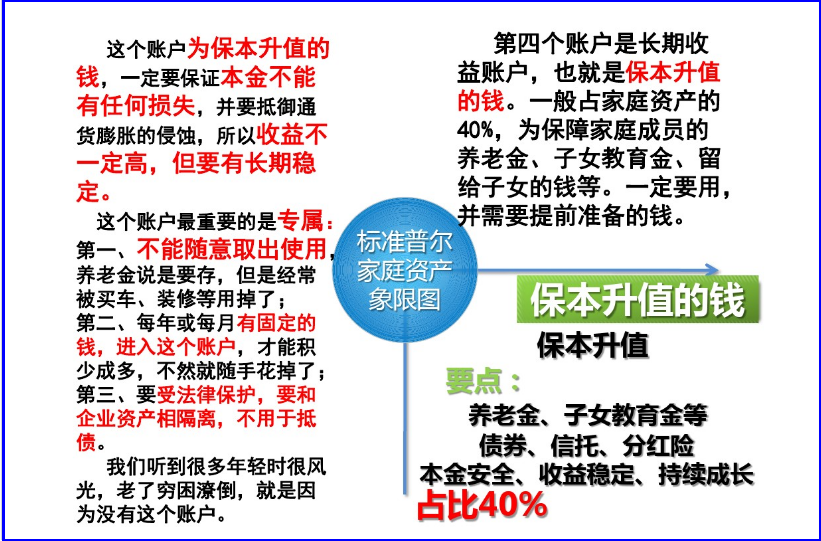 这个账户为保本升值的
钱，一定要保证本金不能
有任何损失，并要抵御通
货膨胀的侵蚀，所以收益不
一定高，但要有长期稳
定。
这个账户最重要的是专属：
第一、不能随意取出使用，
养老金说是要存，但是经常
被买车、装修等用掉了；
第二、每年或每月有固定的
钱，进入这个账户，才能积
少成多，不然就随手花掉了；
第三、要受法律保护，要和
企业资产相隔离，不用于抵
债。
我们听到很多年轻时很风
光，老了穷困潦倒，就是因
为没有这个账户。
第四个账户是长期收
益账户，也就是保本升值
的钱。一般占家庭资产的
40%，为保障家庭成员的
养老金、子女教育金、留
给子女的钱等。一定要用，
并需要提前准备的钱。
标准普尔
家庭资产
象限图
保本升值的钱
保本升值
要点：
养老金、子女教育金等
债券、信托、分红险
本金安全、收益稳定、持续成长
占比40%